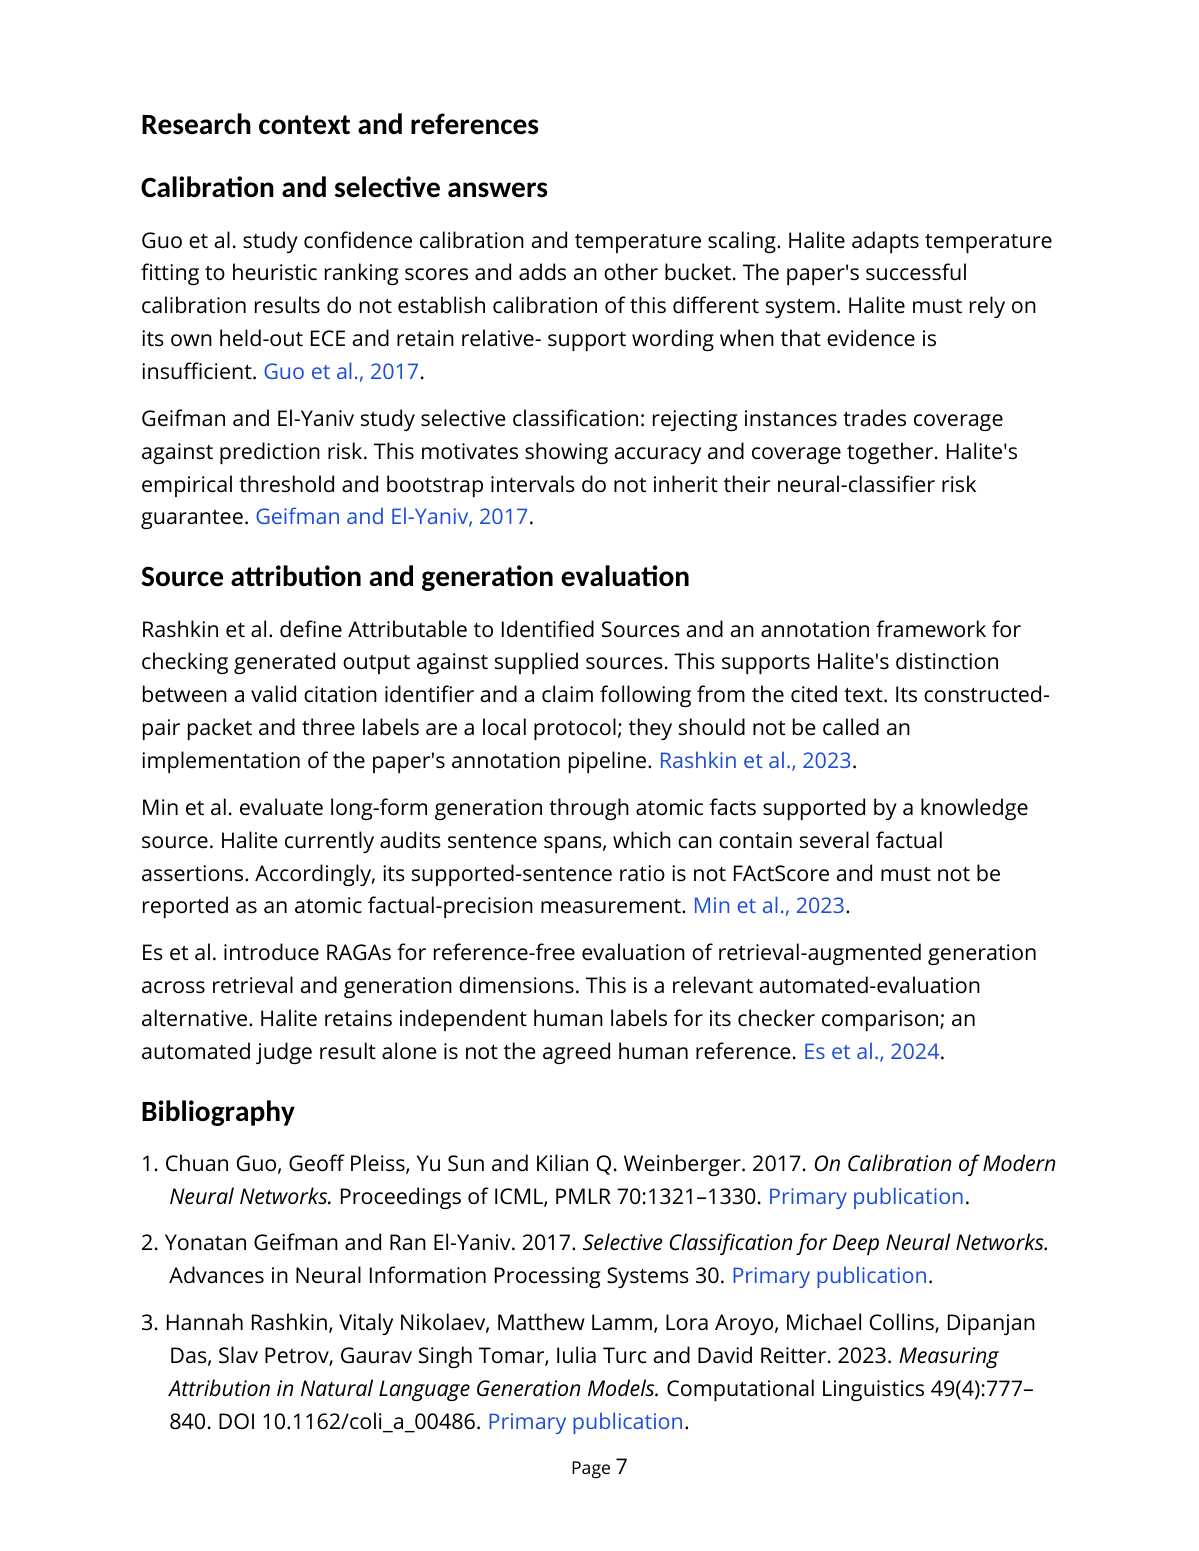 Research context and references
Calibration and selective answers
Guo et al. study confidence calibration and temperature scaling. Halite adapts temperature
fitting to heuristic ranking scores and adds an other bucket. The paper's successful
calibration results do not establish calibration of this different system. Halite must rely on
its own held-out ECE and retain relative- support wording when that evidence is
insufficient. Guo et al., 2017.
Geifman and El-Yaniv study selective classification: rejecting instances trades coverage
against prediction risk. This motivates showing accuracy and coverage together. Halite's
empirical threshold and bootstrap intervals do not inherit their neural-classifier risk
guarantee. Geifman and El-Yaniv, 2017.
Source attribution and generation evaluation
Rashkin et al. define Attributable to Identified Sources and an annotation framework for
checking generated output against supplied sources. This supports Halite's distinction
between a valid citation identifier and a claim following from the cited text. Its constructed-
pair packet and three labels are a local protocol; they should not be called an
implementation of the paper's annotation pipeline. Rashkin et al., 2023.
Min et al. evaluate long-form generation through atomic facts supported by a knowledge
source. Halite currently audits sentence spans, which can contain several factual
assertions. Accordingly, its supported-sentence ratio is not FActScore and must not be
reported as an atomic factual-precision measurement. Min et al., 2023.
Es et al. introduce RAGAs for reference-free evaluation of retrieval-augmented generation
across retrieval and generation dimensions. This is a relevant automated-evaluation
alternative. Halite retains independent human labels for its checker comparison; an
automated judge result alone is not the agreed human reference. Es et al., 2024.
Bibliography
1. Chuan Guo, Geoff Pleiss, Yu Sun and Kilian Q. Weinberger. 2017. On Calibration of Modern
Neural Networks. Proceedings of ICML, PMLR 70:1321–1330. Primary publication.
2. Yonatan Geifman and Ran El-Yaniv. 2017. Selective Classification for Deep Neural Networks.
Advances in Neural Information Processing Systems 30. Primary publication.
3. Hannah Rashkin, Vitaly Nikolaev, Matthew Lamm, Lora Aroyo, Michael Collins, Dipanjan
Das, Slav Petrov, Gaurav Singh Tomar, Iulia Turc and David Reitter. 2023. Measuring
Attribution in Natural Language Generation Models. Computational Linguistics 49(4):777–
840. DOI 10.1162/coli_a_00486. Primary publication.
Page 7